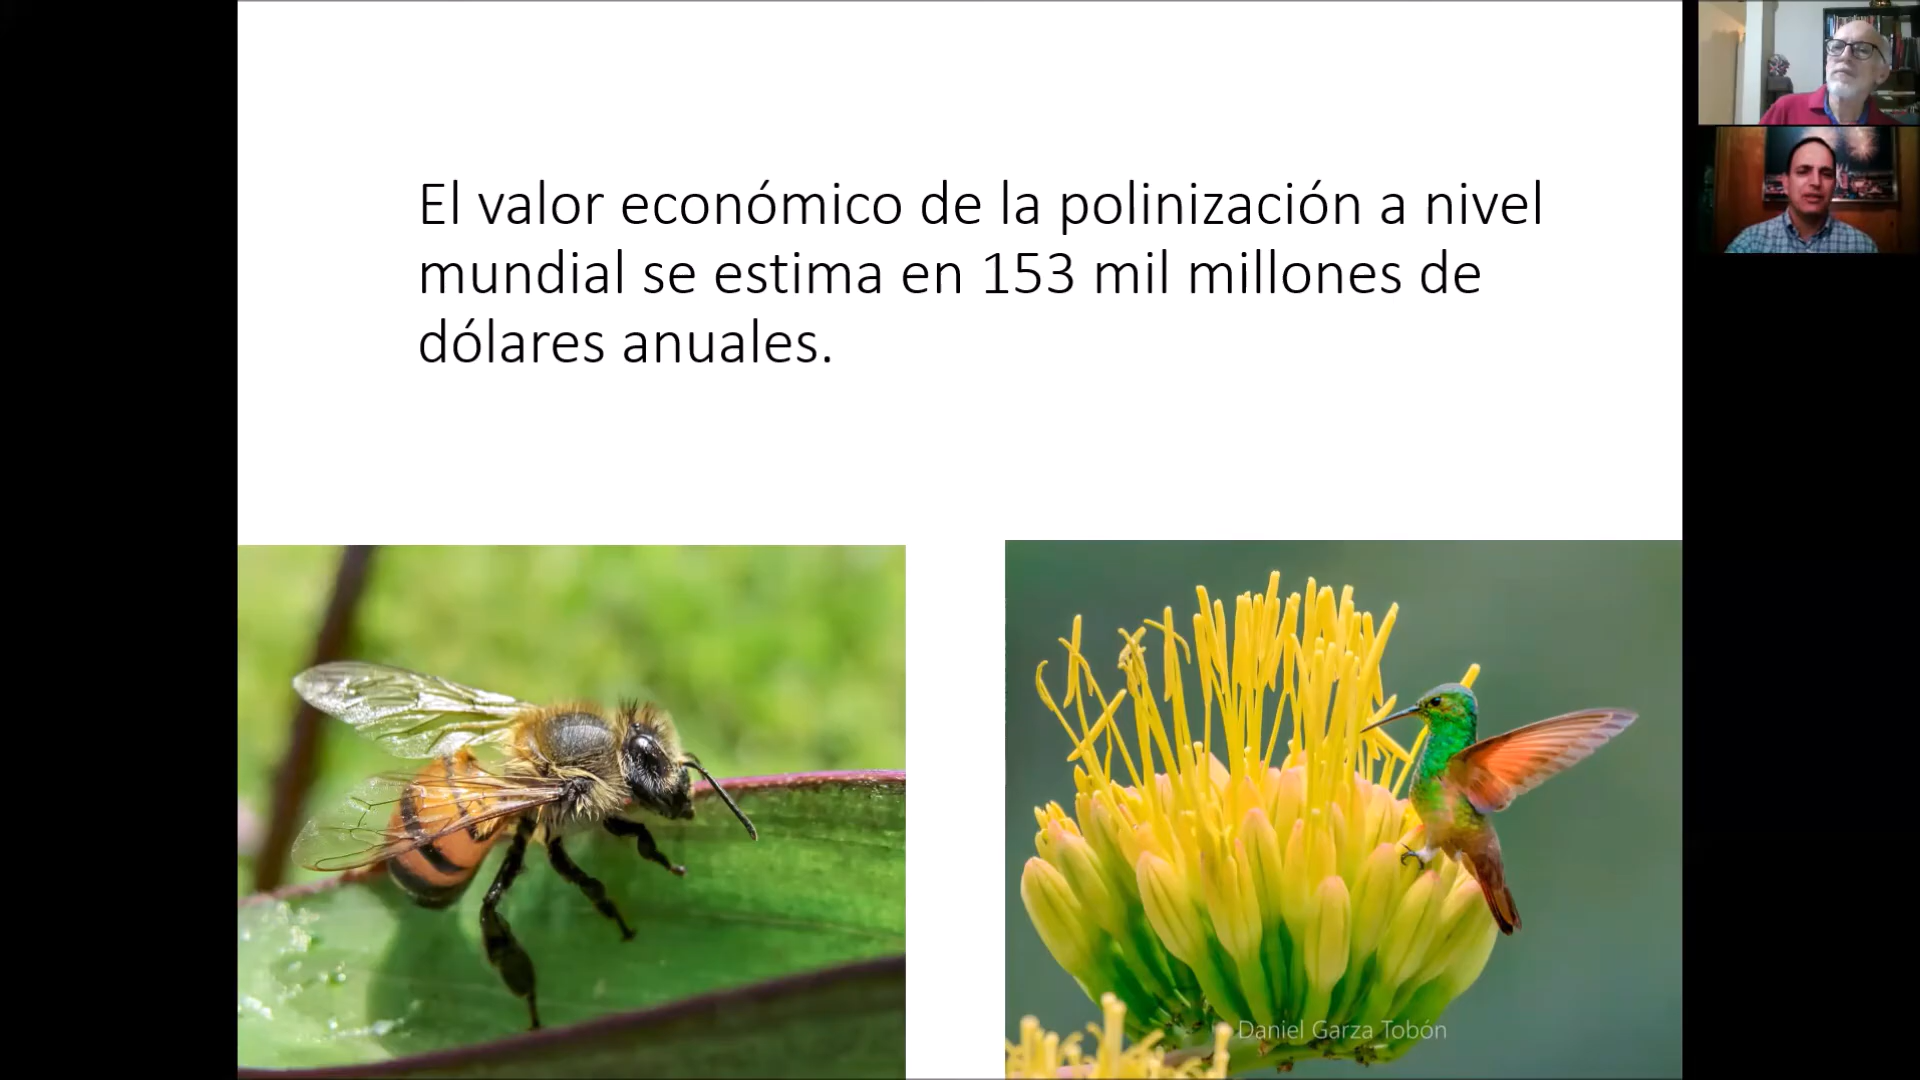 El valor económico de la polinización a nivel
mundial se estima en 153 mil millones de
dólares anuales.
Daniel Garza Tobón